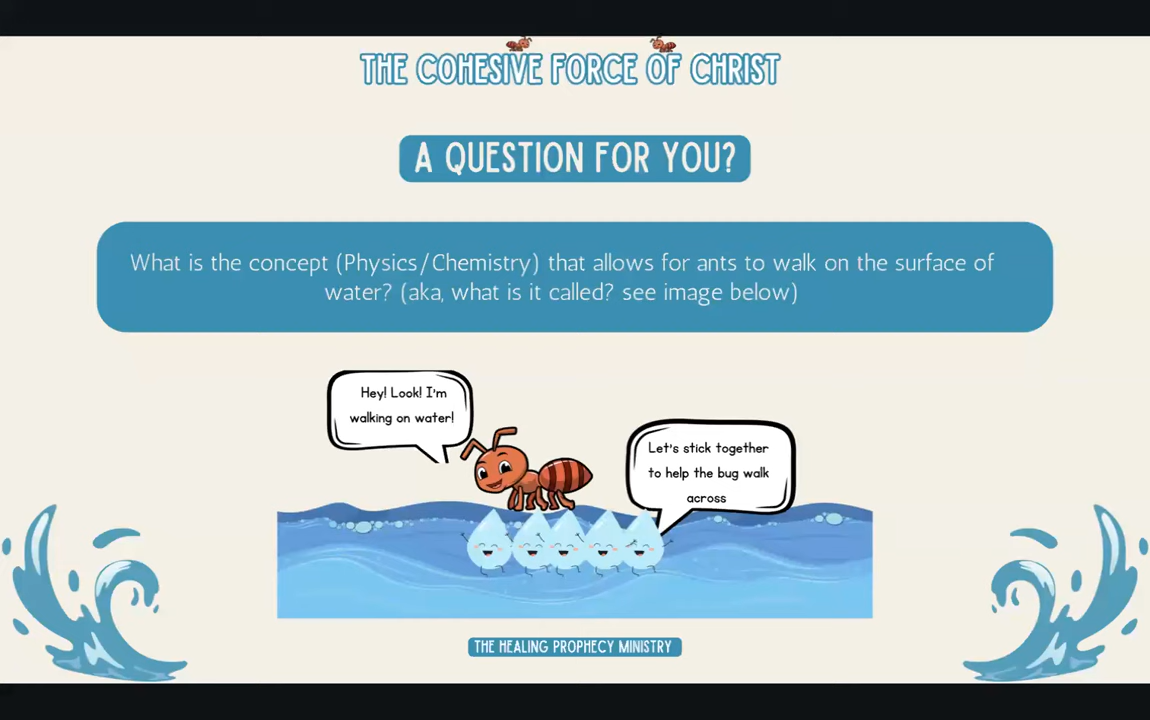 THE COHESIVE FORCE OF CHRIST
A QUESTION FOR YOU?
What is the concept (Physics/Chemistry) that allows for ants to walk on the surface of
water? (aka, what is it called? see image below)
Hey! Look! I'm
walking on water!
Let's stick together
to help the bug walk
across
THE HEALING PROPHECY MINISTRY